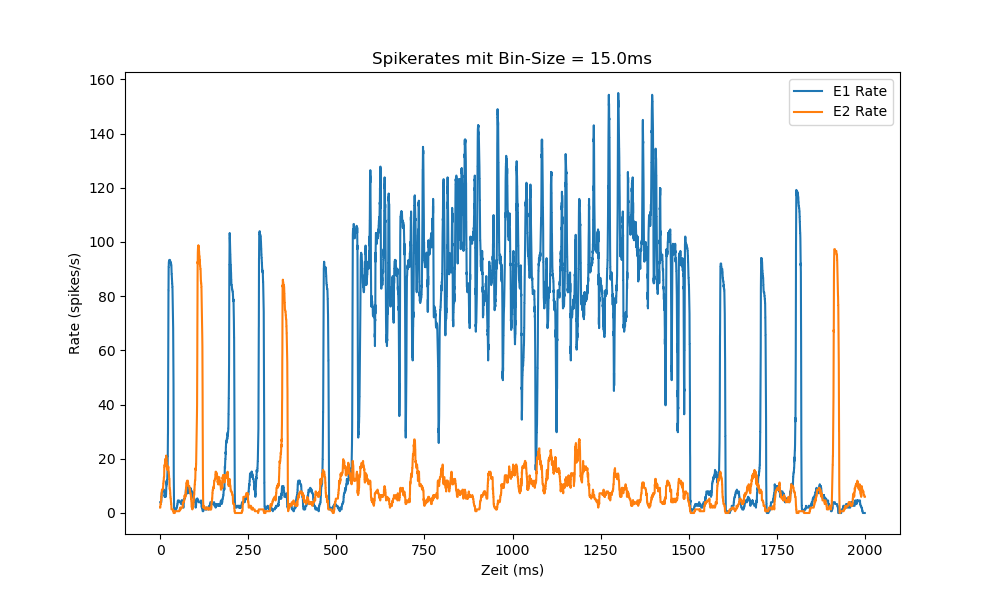 Spikerates mit Bin-Size = 15.0ms
160
140
120
100
80
60
40
20
0
Rate (spikes/s)
E1 Rate
E2 Rate
0 250 500 750 1000 1250 1500 1750 2000
Zeit (ms)